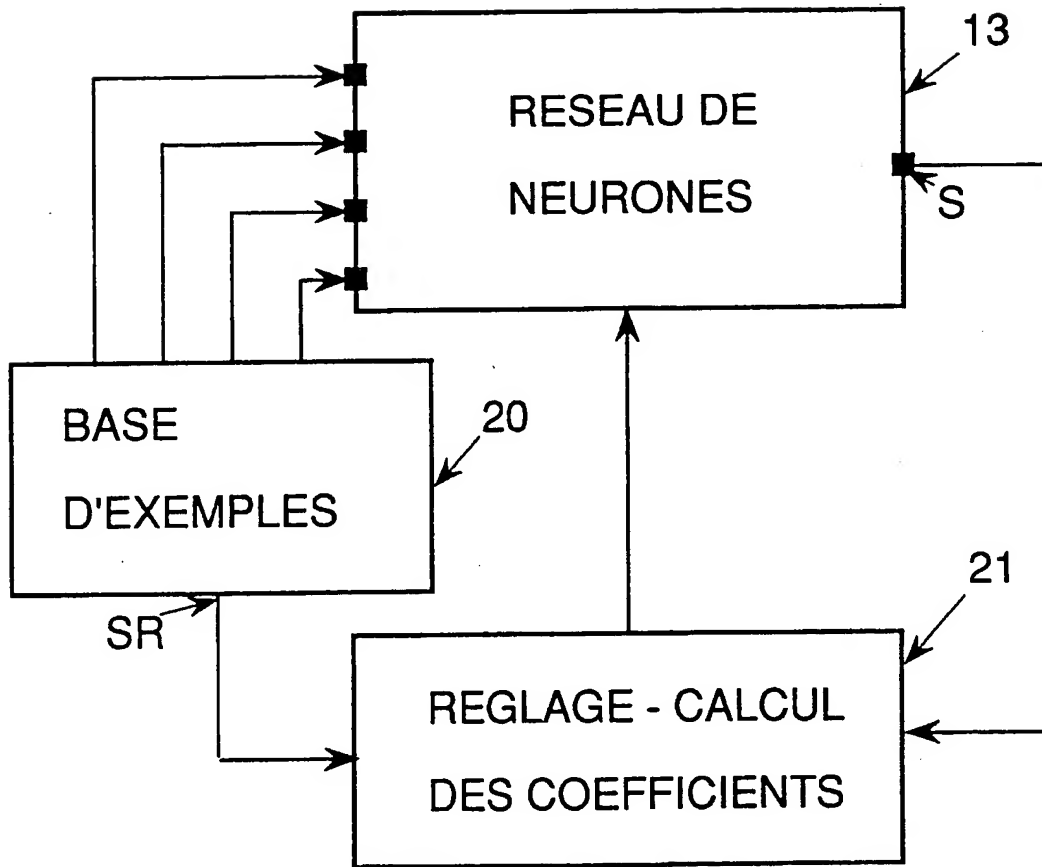 13
RESEAU DE
NEURONES
S
BASE
D'EXEMPLES
20
SR
21
REGLAGE - CALCUL
DES COEFFICIENTS